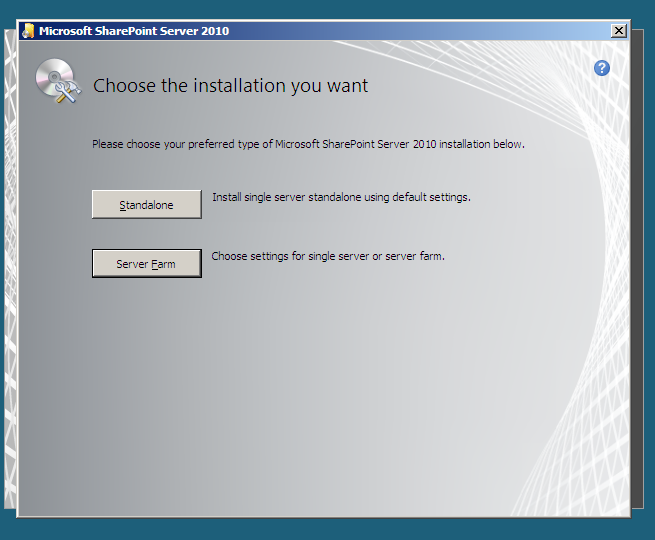 Microsoft SharePoint Server 2010
Choose the installation you want
Please choose your preferred type of Microsoft SharePoint Server 2010 installation below.
Standalone
Install single server standalone using default settings.
Server Farm
Choose settings for single server or server farm.